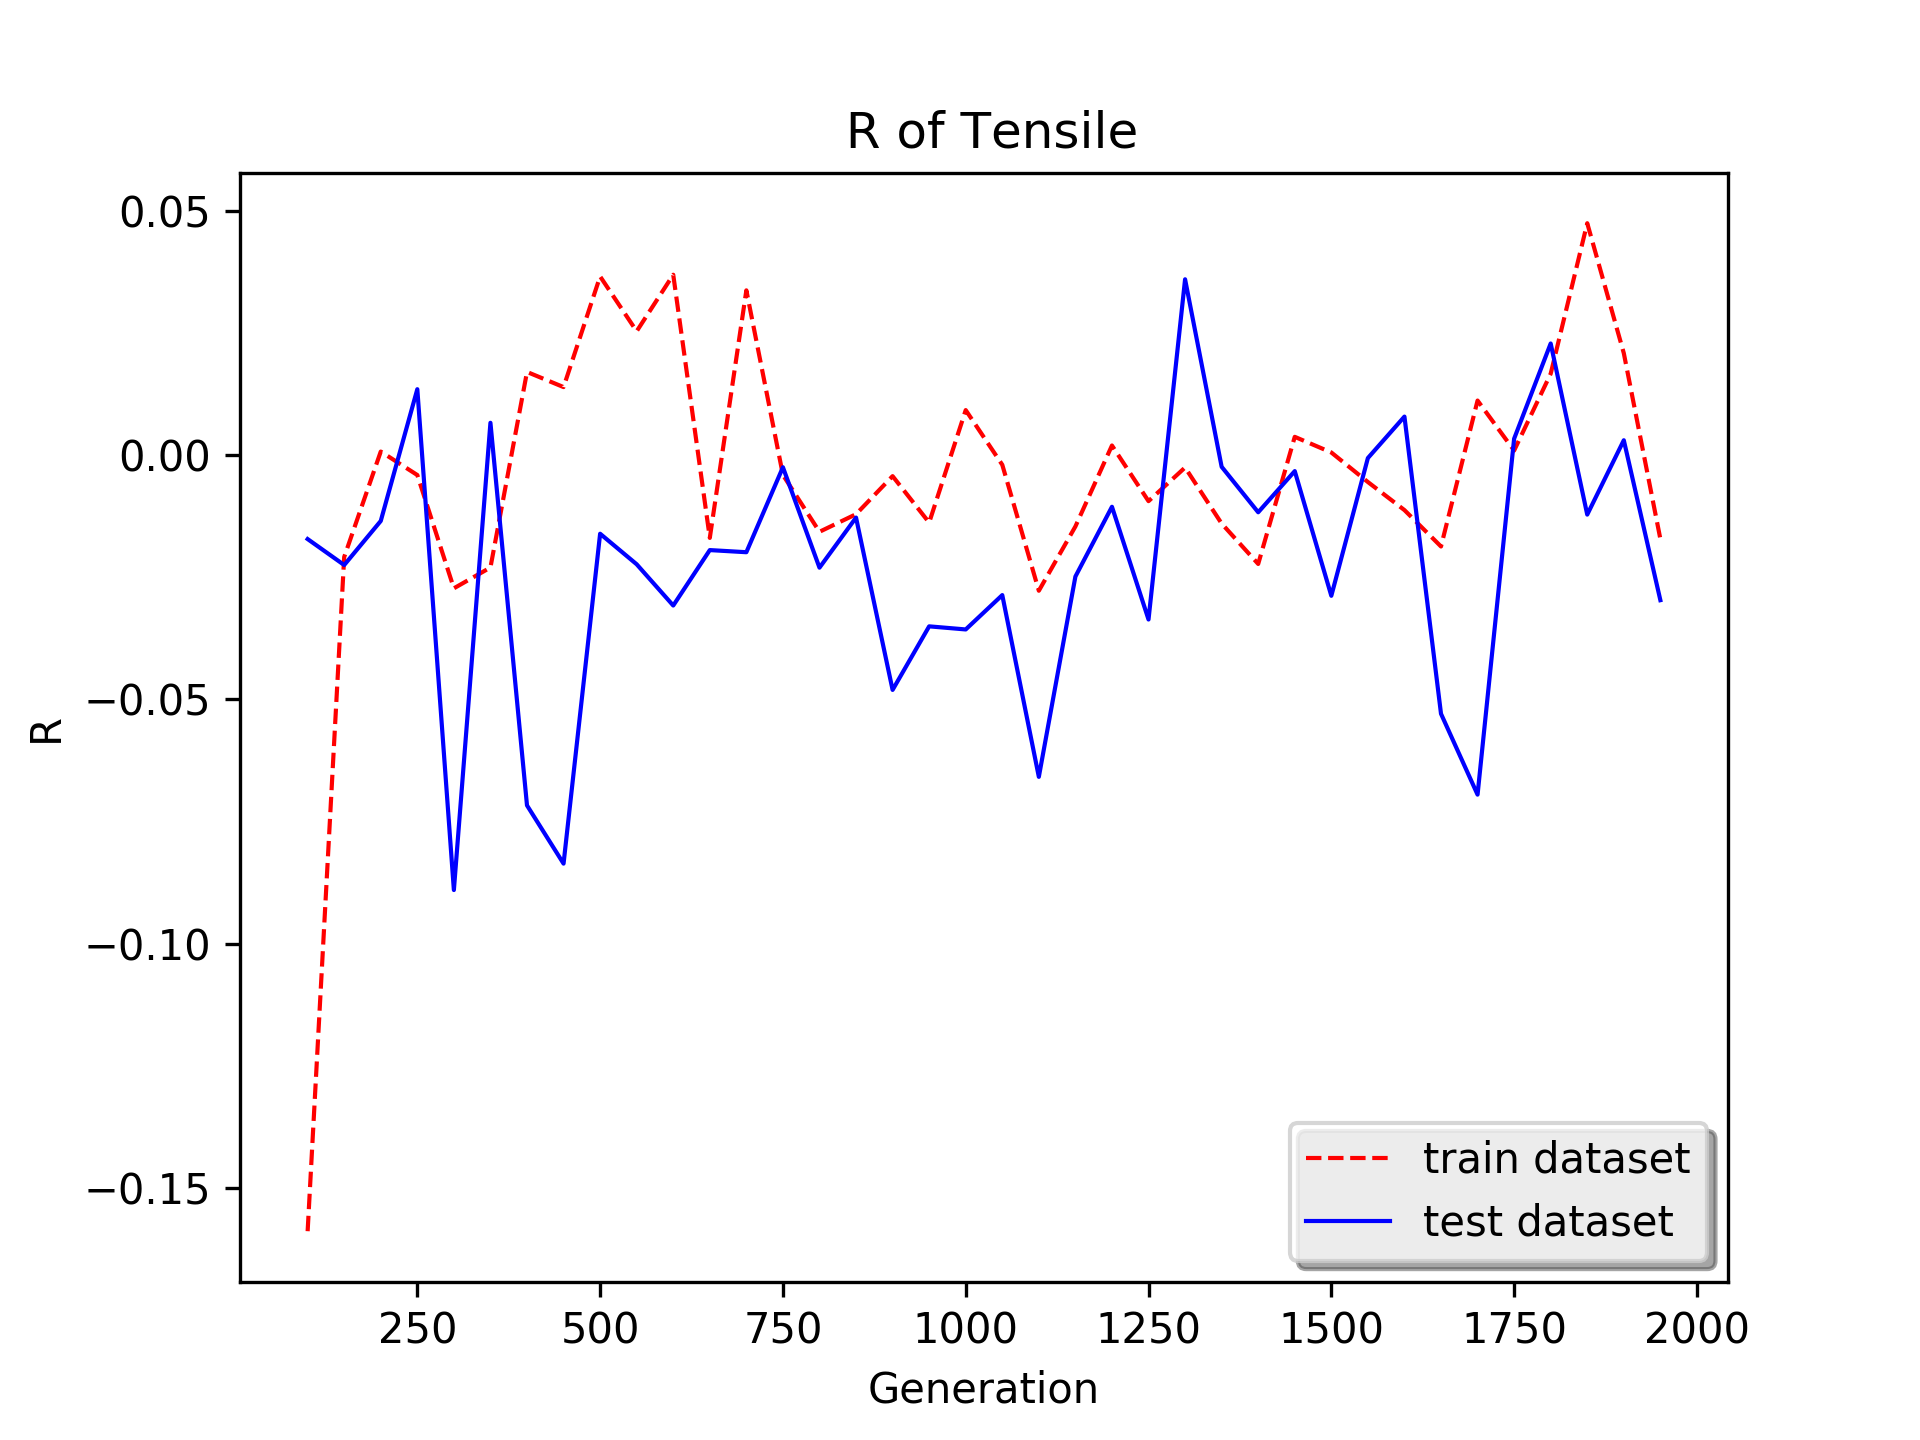 R of Tensile
0.05
0.00
−0.05
−0.10
−0.15
R
250 500 750 1000 1250 1500 1750 2000
Generation
train dataset
test dataset